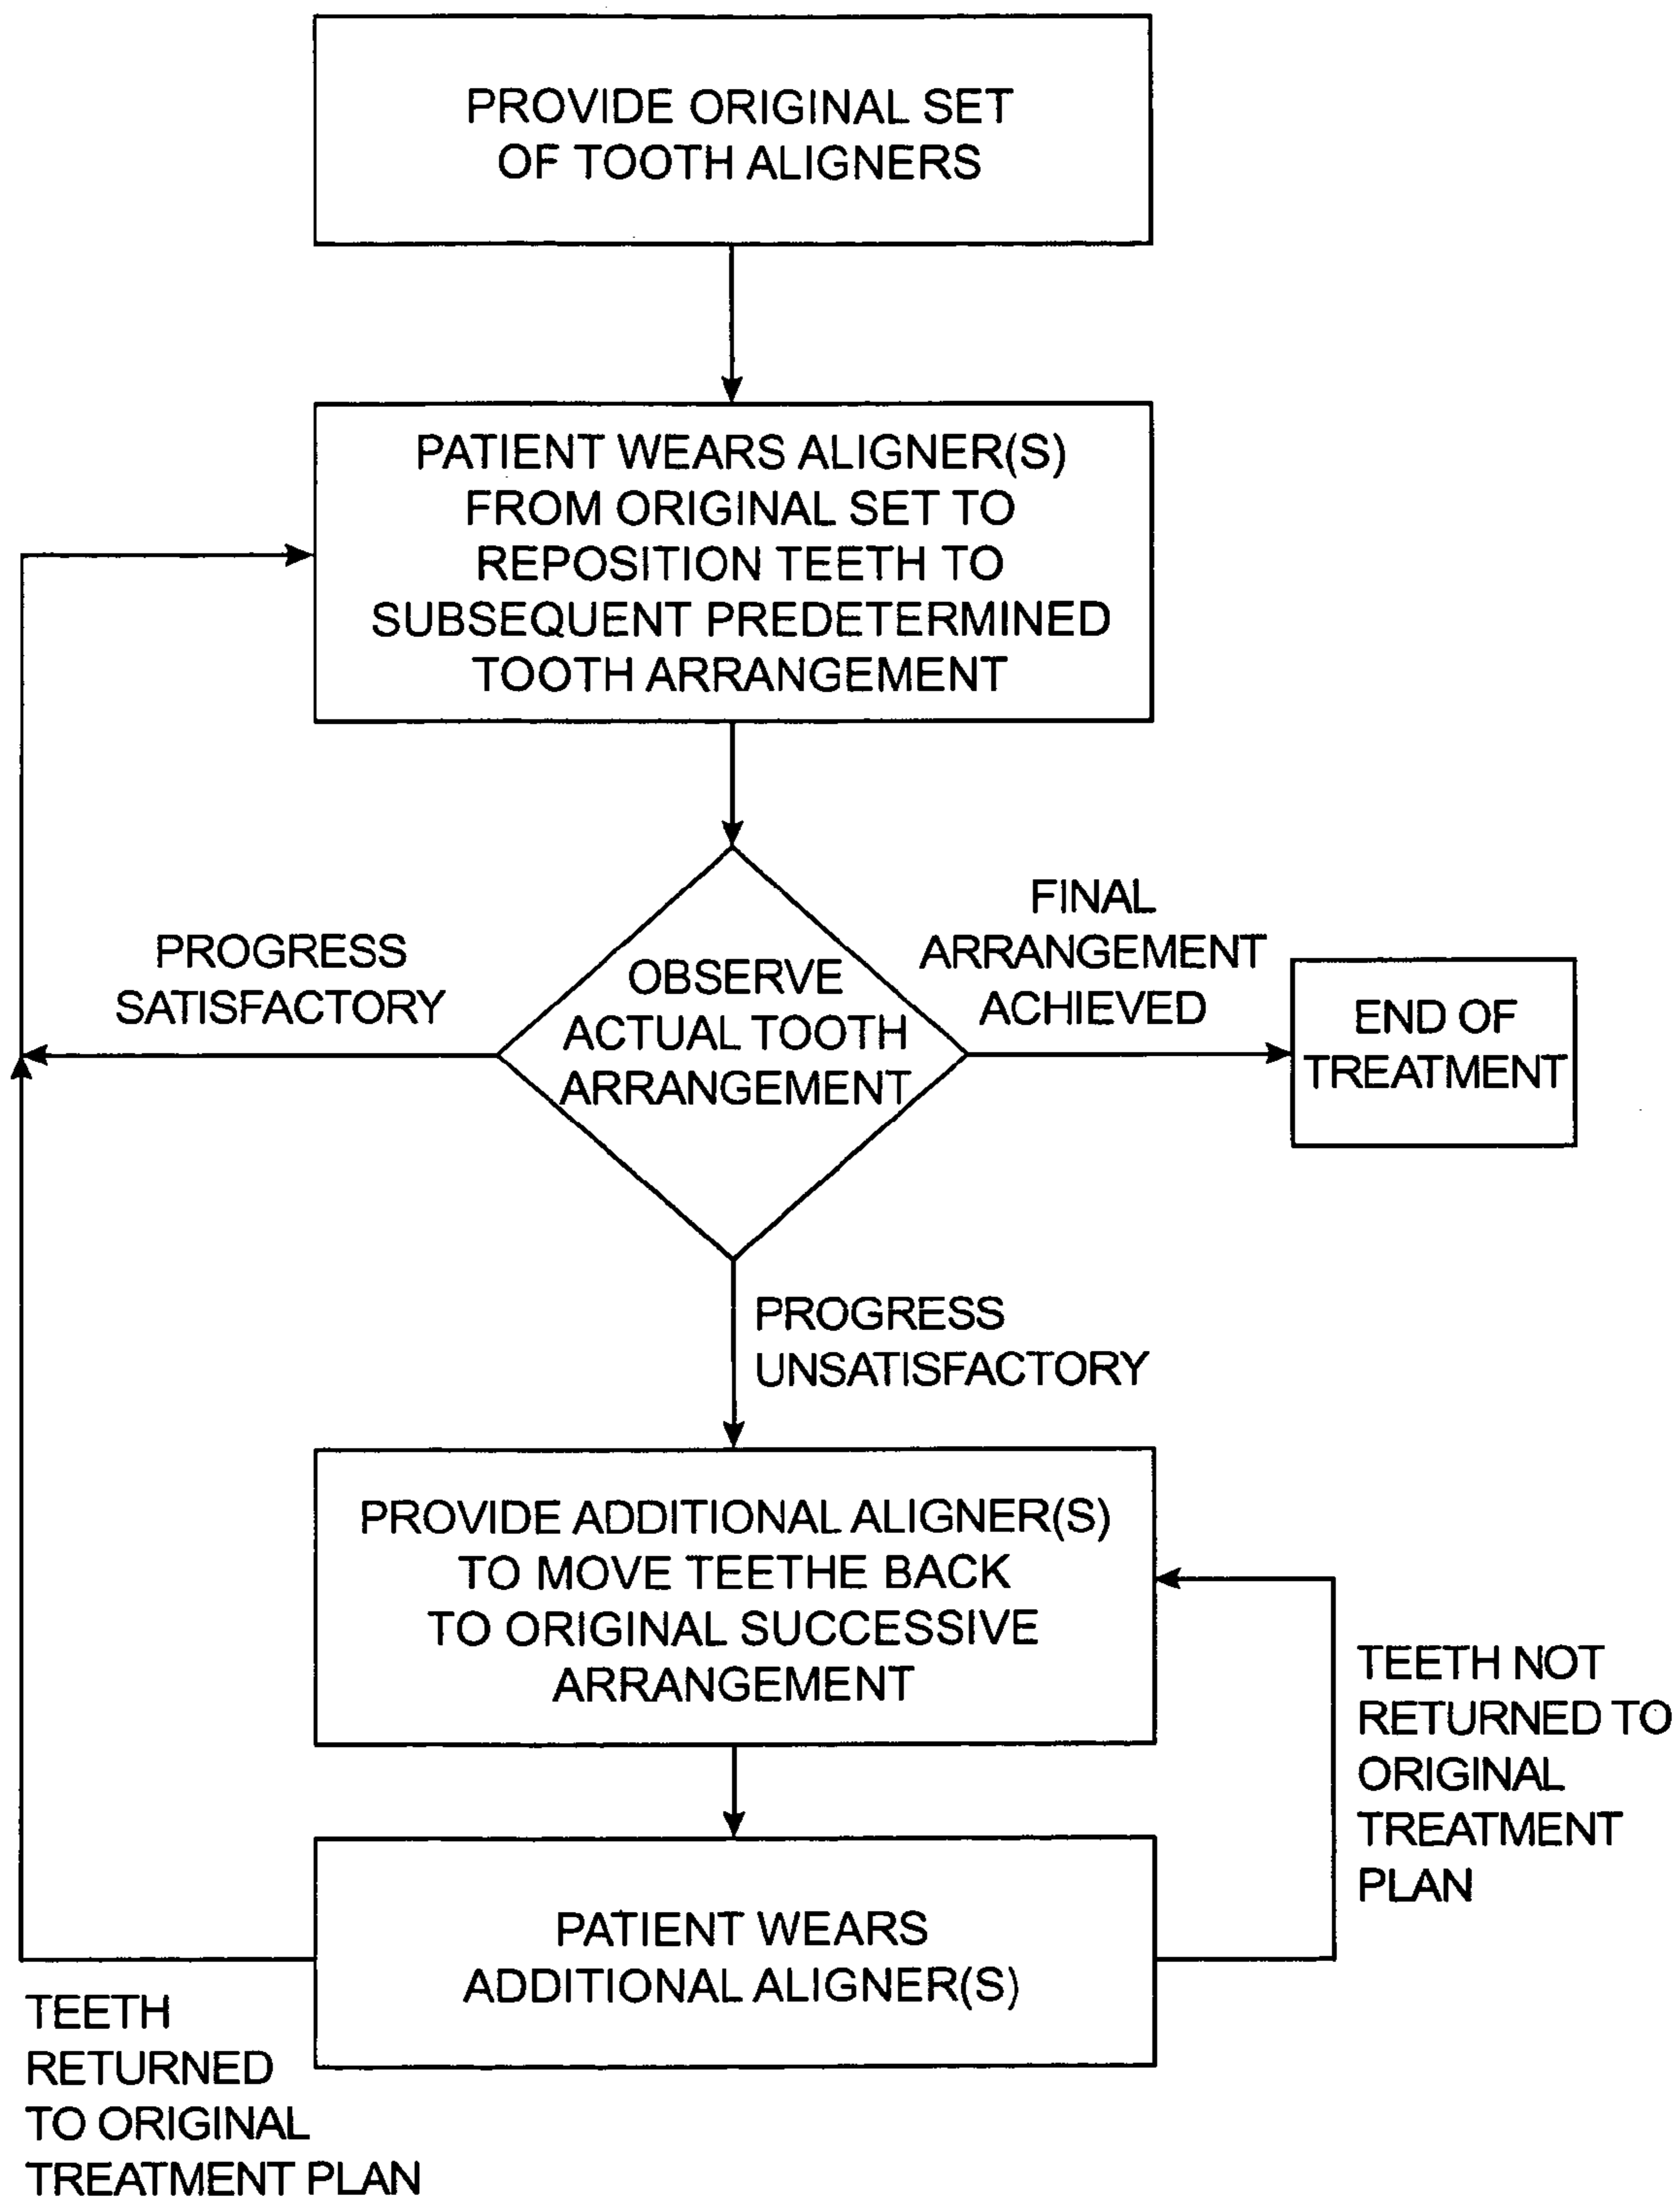 PROVIDE ORIGINAL SET
OF TOOTH ALIGNERS
PATIENT WEARS ALIGNER(S)
FROM ORIGINAL SET TO
REPOSITION TEETH TO
SUBSEQUENT PREDETERMINED
TOOTH ARRANGEMENT
PROGRESS
SATISFACTORY
OBSERVE
ACTUAL TOOTH
ARRANGEMENT
FINAL
ARRANGEMENT
ACHIEVED
END OF
TREATMENT
PROGRESS
UNSATISFACTORY
PROVIDE ADDITIONAL ALIGNER(S)
TO MOVE TEETHE BACK
TO ORIGINAL SUCCESSIVE
ARRANGEMENT
TEETH NOT
RETURNED TO
ORIGINAL
TREATMENT
PLAN
PATIENT WEARS
ADDITIONAL ALIGNER(S)
TEETH
RETURNED
TO ORIGINAL
TREATMENT PLAN